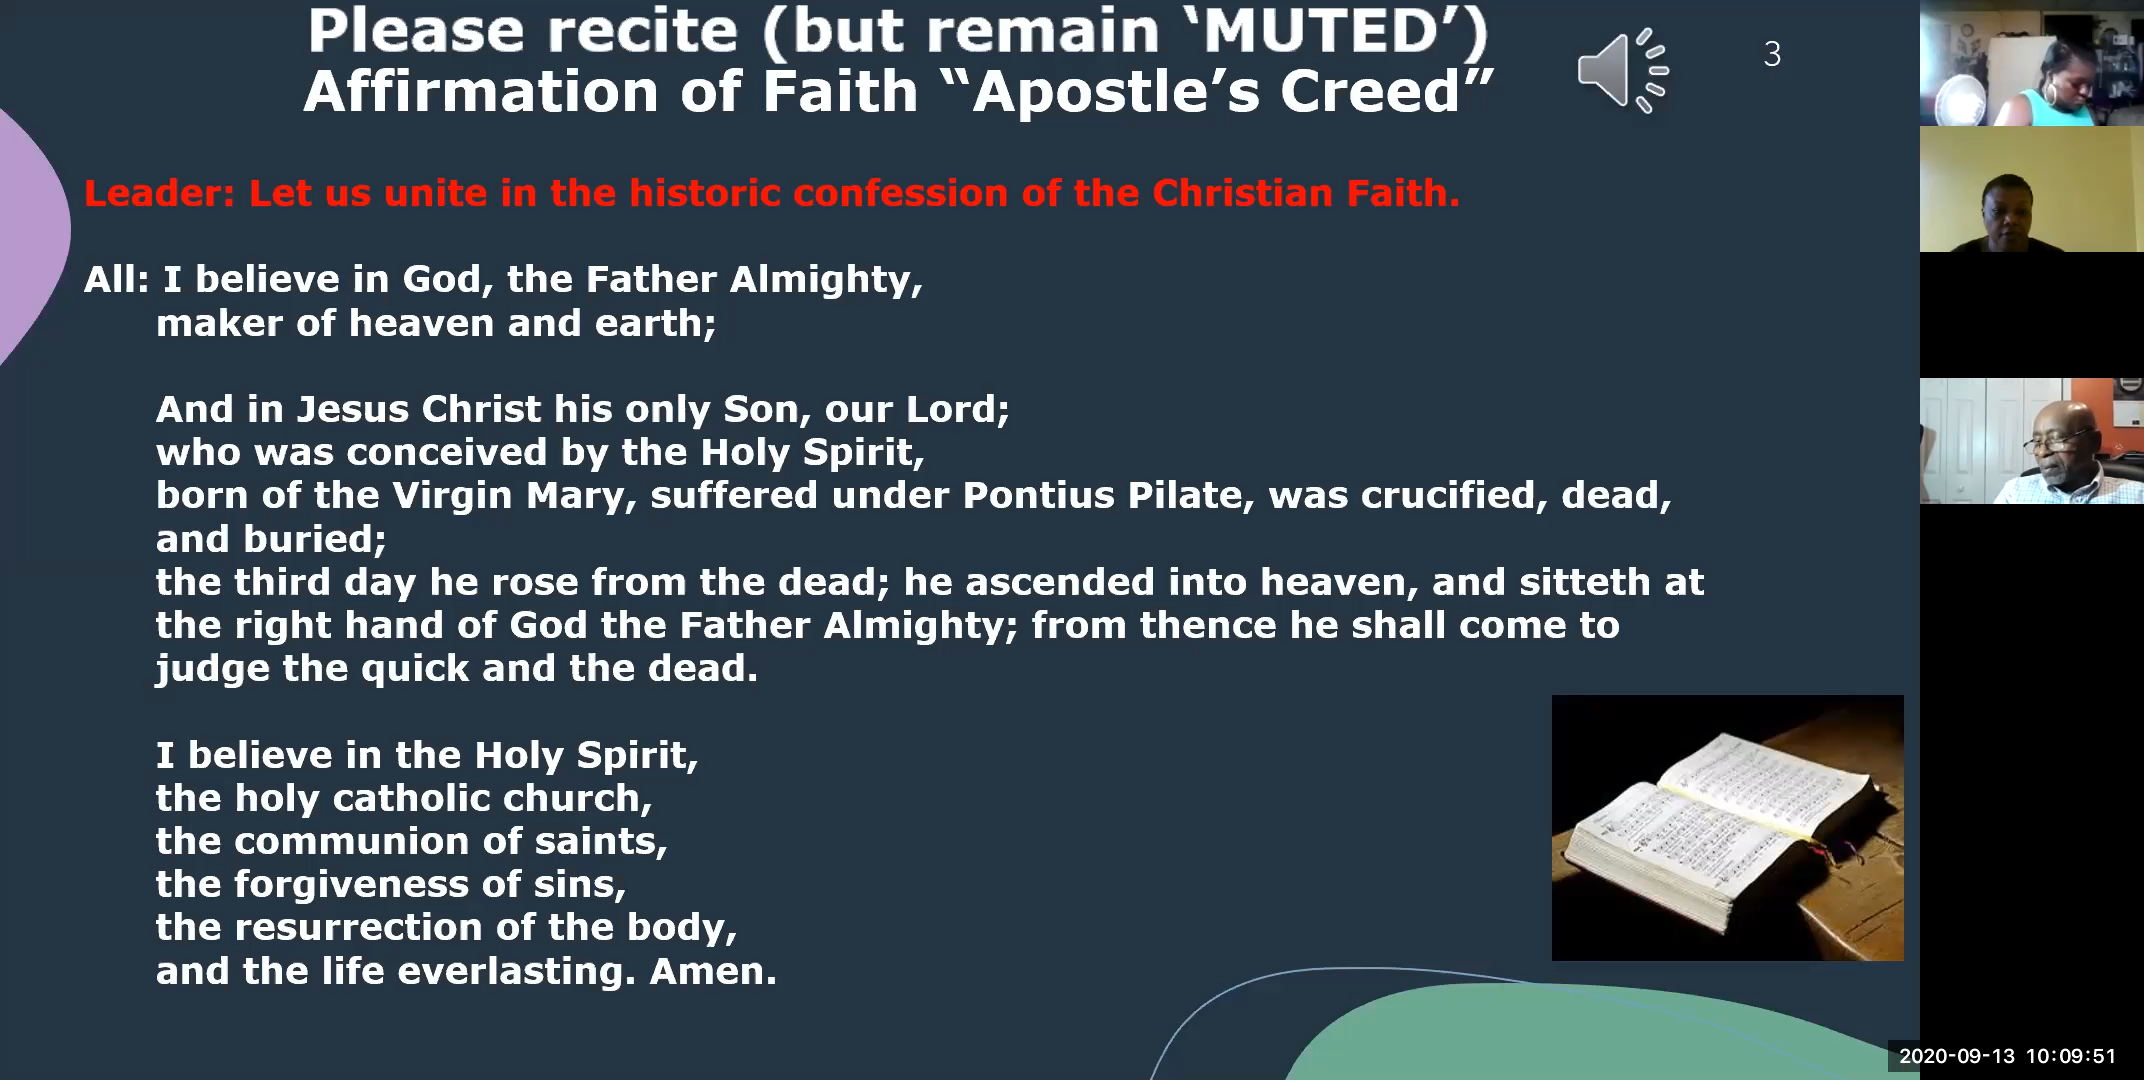 Please recite (but remain ‘MUTED’)
Affirmation of Faith “Apostle’s Creed”
3
Leader: Let us unite in the historic confession of the Christian Faith.
All: I believe in God, the Father Almighty,
maker of heaven and earth;
And in Jesus Christ his only Son, our Lord;
who was conceived by the Holy Spirit,
born of the Virgin Mary, suffered under Pontius Pilate, was crucified, dead,
and buried;
the third day he rose from the dead; he ascended into heaven, and sitteth at
the right hand of God the Father Almighty; from thence he shall come to
judge the quick and the dead.
I believe in the Holy Spirit,
the holy catholic church,
the communion of saints,
the forgiveness of sins,
the resurrection of the body,
and the life everlasting. Amen.
2020-09-13 10:09:51